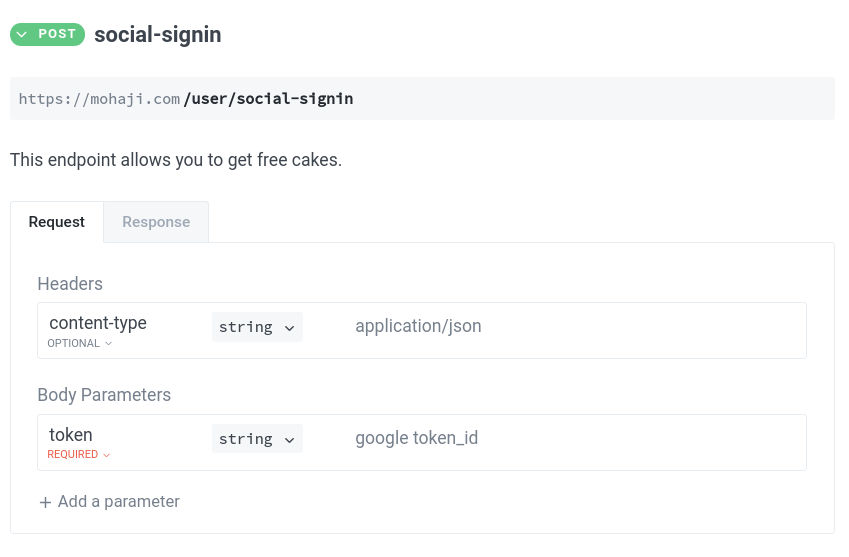 POST social-signin
https://mohaji.com/user/social-signin
This endpoint allows you to get free cakes.
Request Response
Headers
content-type string application/json
OPTIONAL
Body Parameters
token string google token_id
REQUIRED
+ Add a parameter